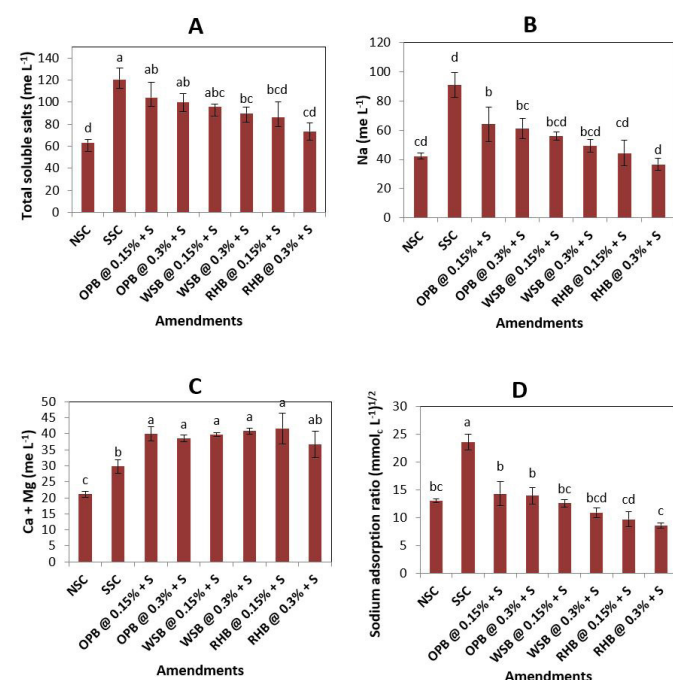 A
Total soluble salts (me L-1)
140
120
100
80
60
40
20
0
d
a
ab
ab
ab
bc
bcd
cd
NSC
SSC
OPB @ 0.15% + S
OPB @ 0.3% + S
WSB @ 0.15% + S
WSB @ 0.3% + S
RHB @ 0.15% + S
RHB @ 0.3% + S
Amendments
B
Na (me L-1)
120
100
80
60
40
20
0
cd
d
b
bc
bcd
bcd
cd
d
NSC
SSC
OPB @ 0.15% + S
OPB @ 0.3% + S
WSB @ 0.15% + S
WSB @ 0.3% + S
RHB @ 0.15% + S
RHB @ 0.3% + S
Amendments
C
Ca + Mg (me L-1)
50
45
40
35
30
25
20
15
10
5
0
c
b
a
a
a
a
a
ab
NSC
SSC
OPB @ 0.15% + S
OPB @ 0.3% + S
WSB @ 0.15% + S
WSB @ 0.3% + S
RHB @ 0.15% + S
RHB @ 0.3% + S
Amendments
D
Sodium adsorption ratio (mmolc L-1)1/2
30
25
20
15
10
5
0
bc
a
b
b
bc
bcd
cd
c
NSC
SSC
OPB @ 0.15% + S
OPB @ 0.3% + S
WSB @ 0.15% + S
WSB @ 0.3% + S
RHB @ 0.15% + S
RHB @ 0.3% + S
Amendments